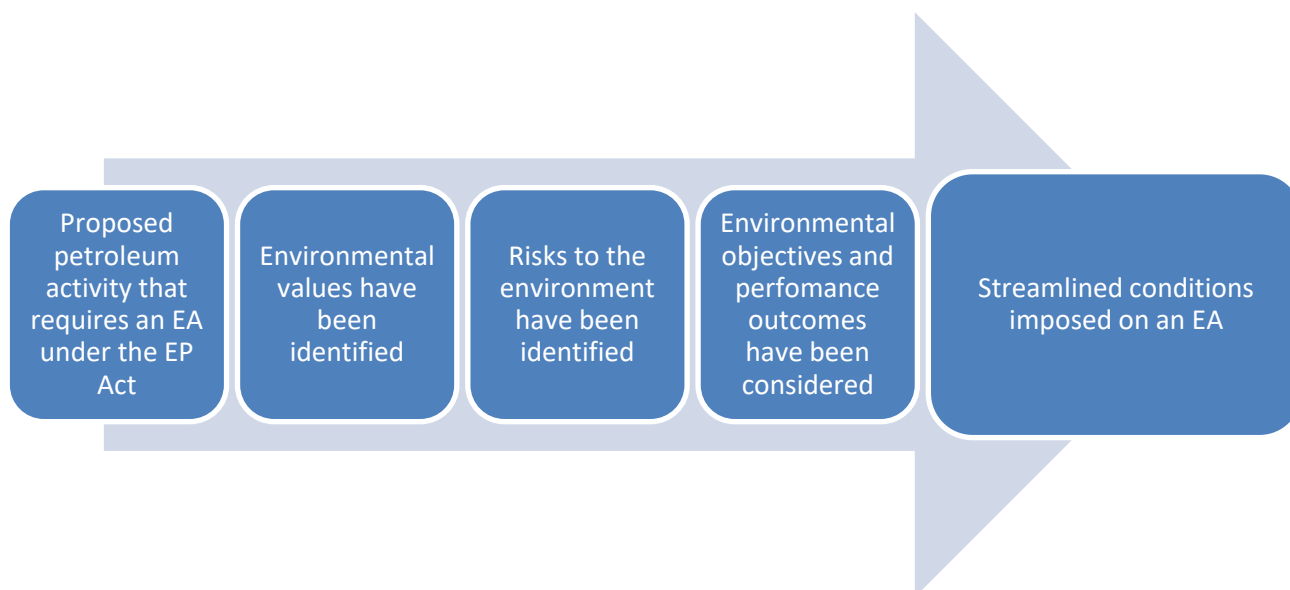 Proposed
petroleum
activity that
requires an EA
under the EP
Act
Environmental
values have
been
identified
Risks to the
environment
have been
identified
Environmental
objectives and
perfomance
outcomes
have been
considered
Streamlined conditions
imposed on an EA